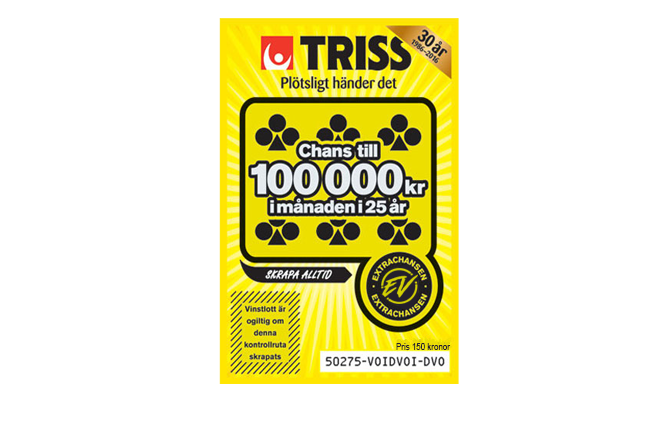 TRISS
30 år
1986-2016
Plötsligt händer det
Chans till
100 000 kr
i månaden i 25 år
SKRAPA ALLTID
EXTRACHANSEN
EV
EXTRACHANSEN
Vinstlott är
ogiltig om
denna
kontrollruta
skrapats
Pris 150 kronor
50275-VOIDVOI-DVO